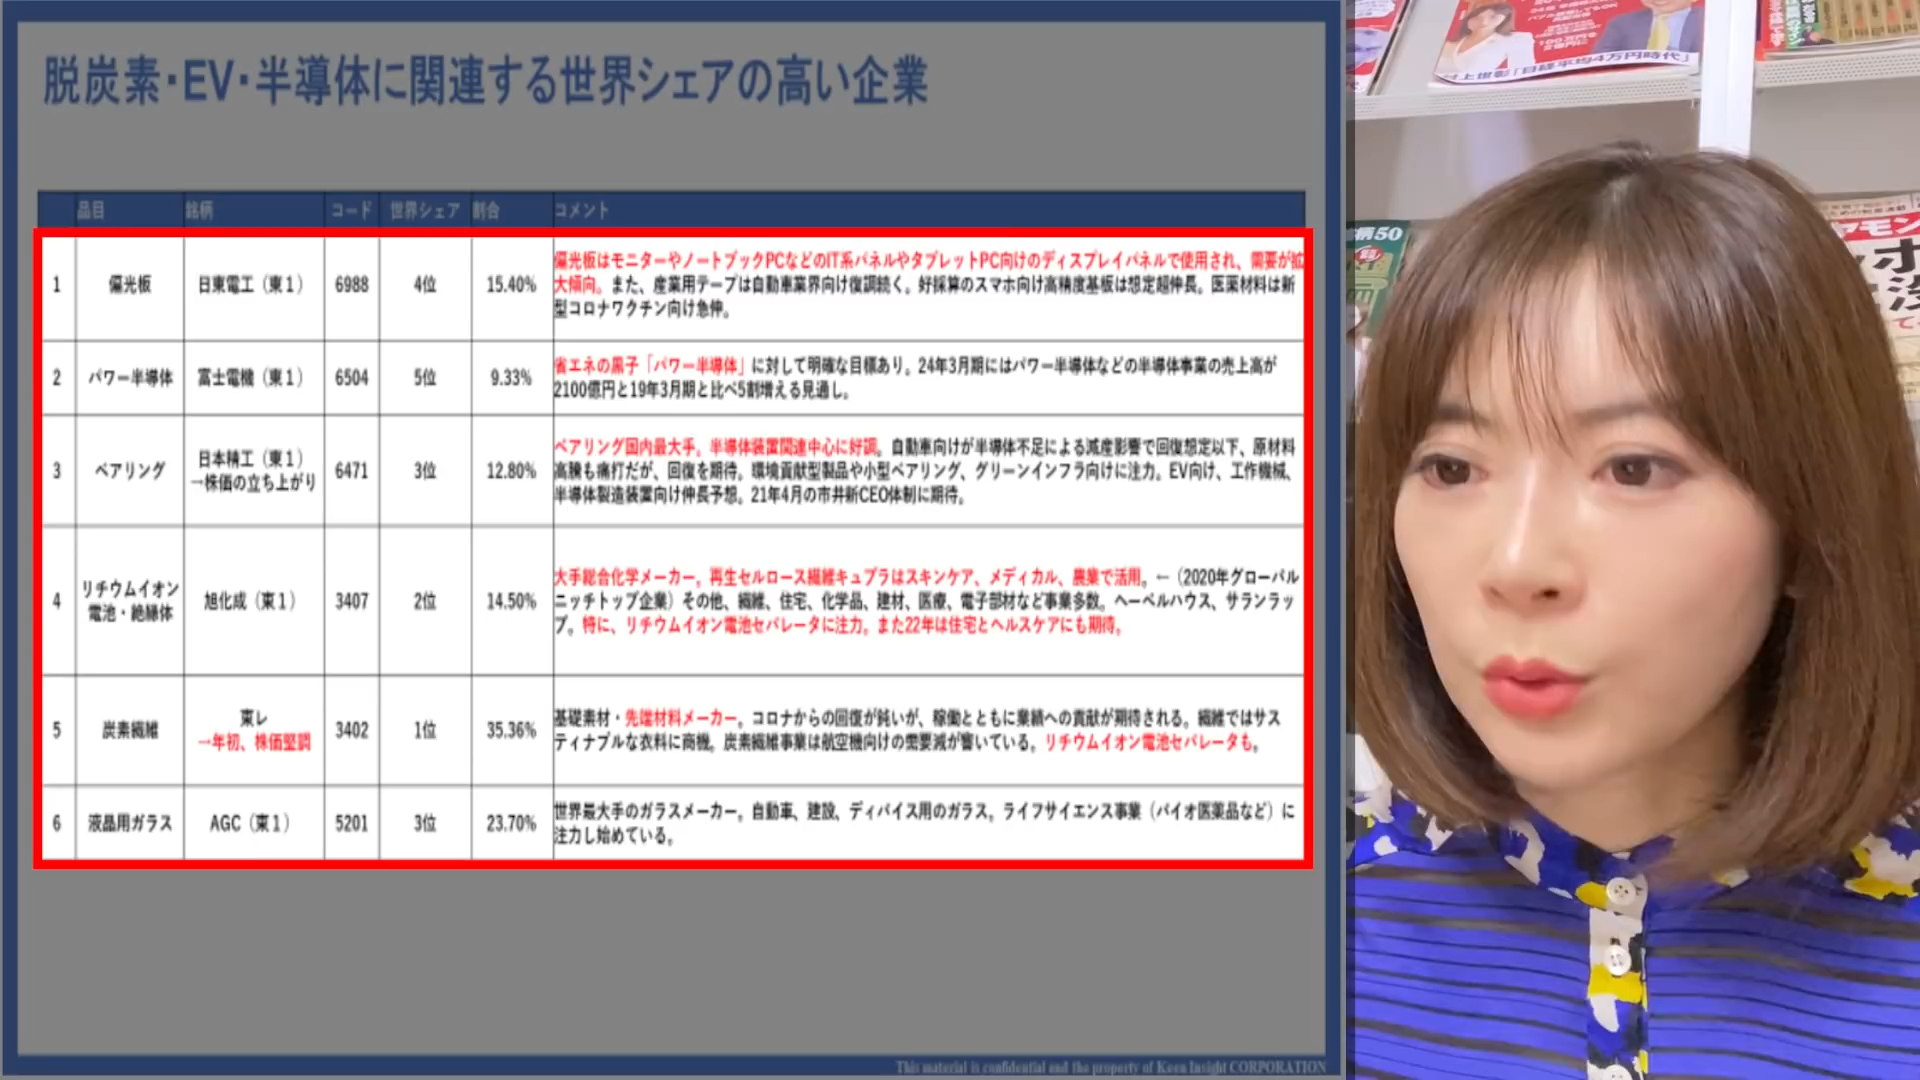 脱炭素・EV・半導体に関連する世界シェアの高い企業
品目 銘柄 コード 世界シェア 割合 コメント
1 偏光板 日東電工（東１） 6988 4位 15.40%
偏光板はモニターやノートブックPCなどのIT系パネルやタブレットPC向けのディスプレイパネルで使用され、需要が拡
大傾向。また、産業用テープは自動車業界向け復調続く。好採算のスマホ向け高精度基板は想定超伸長。医薬材料は新
型コロナワクチン向け急伸。
2 パワー半導体 富士電機（東１） 6504 5位 9.33%
省エネの黒子「パワー半導体」に対して明確な目標あり。24年3月期にはパワー半導体などの半導体事業の売上高が
2100億円と19年3月期と比べ5割増える見通し。
3 ベアリング 日本精工（東１）
→株価の立ち上がり 6471 3位 12.80%
ベアリング国内最大手。半導体装置関連中心に好調。自動車向けが半導体不足による減産影響で回復想定以下、原材料
高騰も痛打だが、回復を期待。環境貢献型製品や小型ベアリング、グリーンインフラ向けに注力。EV向け、工作機械、
半導体製造装置向け伸長予想。21年4月の市井新CEO体制に期待。
4 リチウムイオン
電池・絶縁体 旭化成（東１） 3407 2位 14.50%
大手総合化学メーカー。再生セルロース繊維キュプラはスキンケア、メディカル、農業で活用。←（2020年グローバル
ニッチトップ企業）その他、繊維、住宅、化学品、建材、医療、電子部材など事業多数。ヘーベルハウス、サランラッ
プ。特に、リチウムイオン電池セパレータに注力。また22年は住宅とヘルスケアにも期待。
5 炭素繊維 東レ
→年初、株価堅調 3402 1位 35.36%
基礎素材・先端材料メーカー。コロナからの回復が鈍いが、稼働とともに業績への貢献が期待される。繊維ではサス
ティナブルな衣料に商機。炭素繊維事業は航空機向けの需要減が響いている。リチウムイオン電池セパレータも。
6 液晶用ガラス AGC（東１） 5201 3位 23.70%
世界最大手のガラスメーカー。自動車、建設、ディバイス用のガラス。ライフサイエンス事業（バイオ医薬品など）に
注力し始めている。
This material is confidential and the property of Keen Insight CORPORATION
村上世彰「日経平均4万円時代」
銘柄50